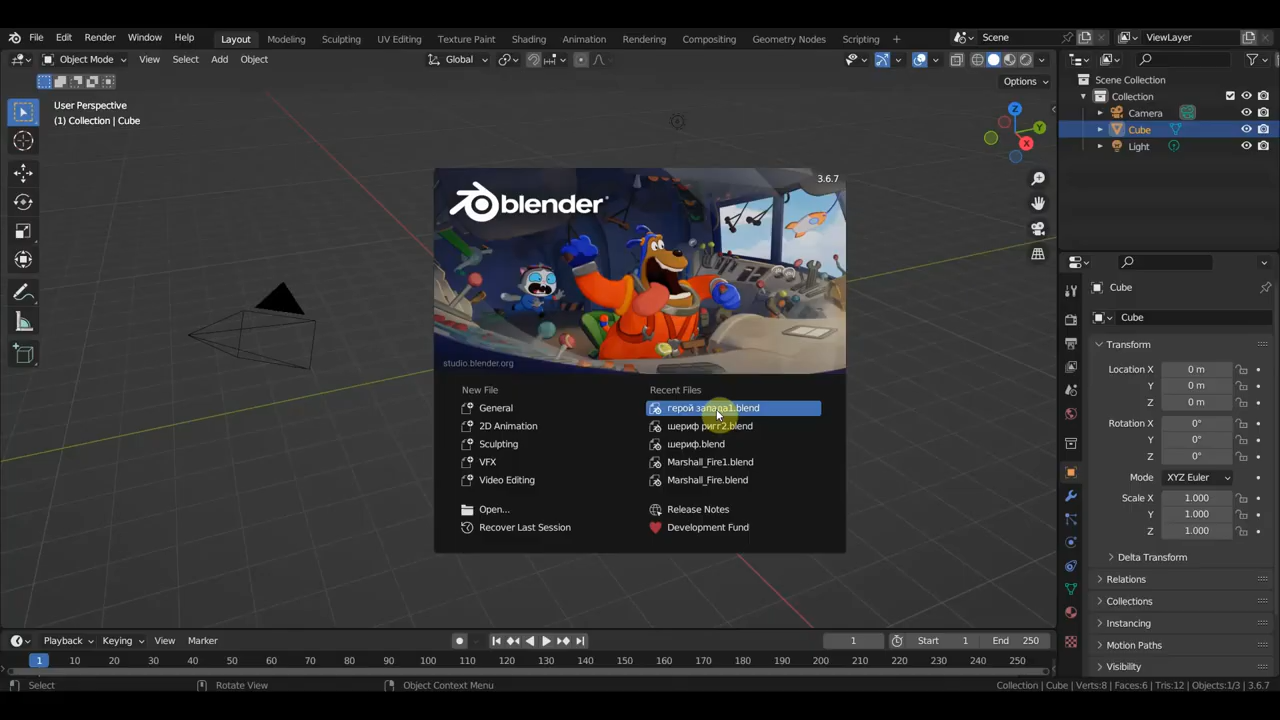 File Edit Render Window Help Layout Modeling Sculpting UV Editing Texture Paint Shading Animation Rendering Compositing Geometry Nodes Scripting + Scene ViewLayer
Object Mode View Select Add Object Global
Options
User Perspective
(1) Collection | Cube
Z
Y
X
Scene Collection
Collection
Camera
Cube
Light
blender
3.6.7
studio.blender.org
New File
General
2D Animation
Sculpting
VFX
Video Editing
Open...
Recover Last Session
Recent Files
герой запада1.blend
шериф ригг2.blend
шериф.blend
Marshall_Fire1.blend
Marshall_Fire.blend
Release Notes
Development Fund
Cube
Cube
Transform
Location X 0 m
Y 0 m
Z 0 m
Rotation X 0°
Y 0°
Z 0°
Mode XYZ Euler
Scale X 1.000
Y 1.000
Z 1.000
Delta Transform
Relations
Collections
Instancing
Motion Paths
Visibility
Playback Keying View Marker 1 Start 1 End 250
1 10 20 30 40 50 60 70 80 90 100 110 120 130 140 150 160 170 180 190 200 210 220 230 240 250
Select Rotate View Object Context Menu Collection | Cube | Verts:8 | Faces:6 | Tris:12 | Objects:1/3 | 3.6.7